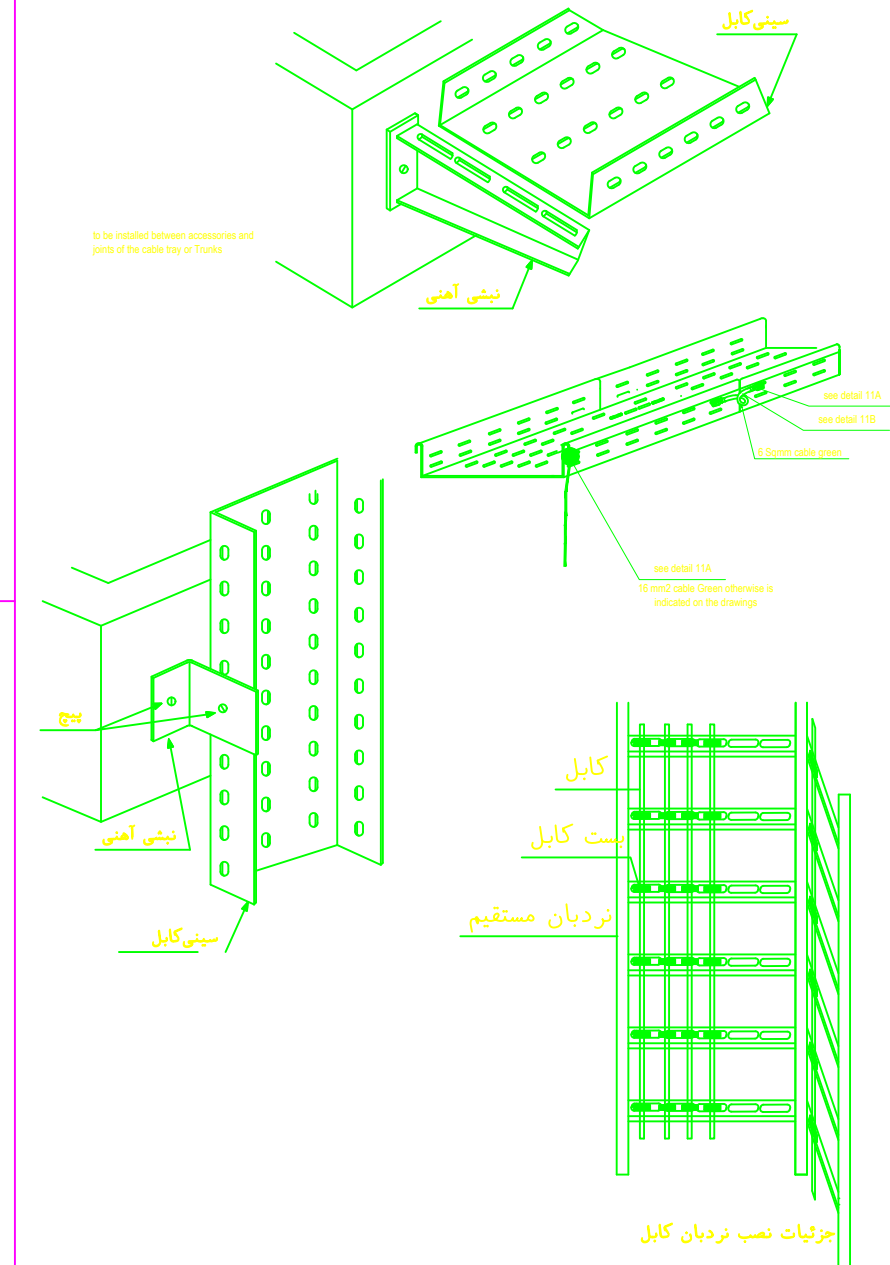 سینی کابل
to be installed between accessories and
joints of the cable tray or Trunks
نبشی آهنی
see detail 11A
see detail 11B
6 Sqmm cable green
see detail 11A
16 mm2 cable Green otherwise is
indicated on the drawings
پیچ
نبشی آهنی
سینی کابل
کابل
بست کابل
نردبان مستقیم
جزئیات نصب نردبان کابل